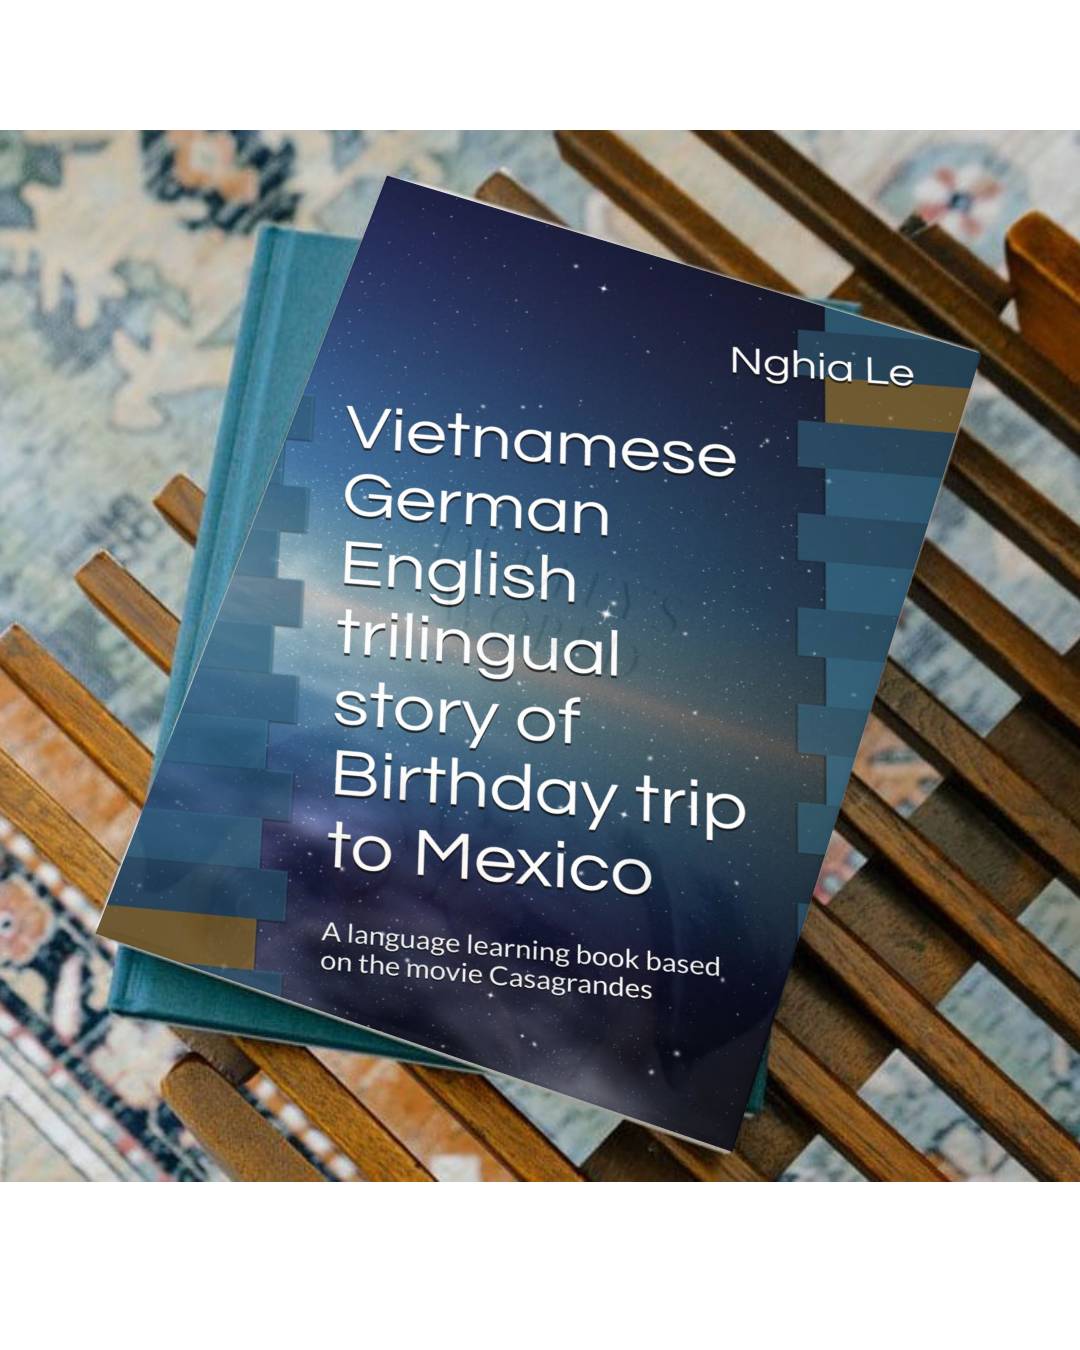 Nghia Le
Vietnamese
German
English
trilingual
story of
Birthday trip
to Mexico
A language learning book based
on the movie Casagrandes